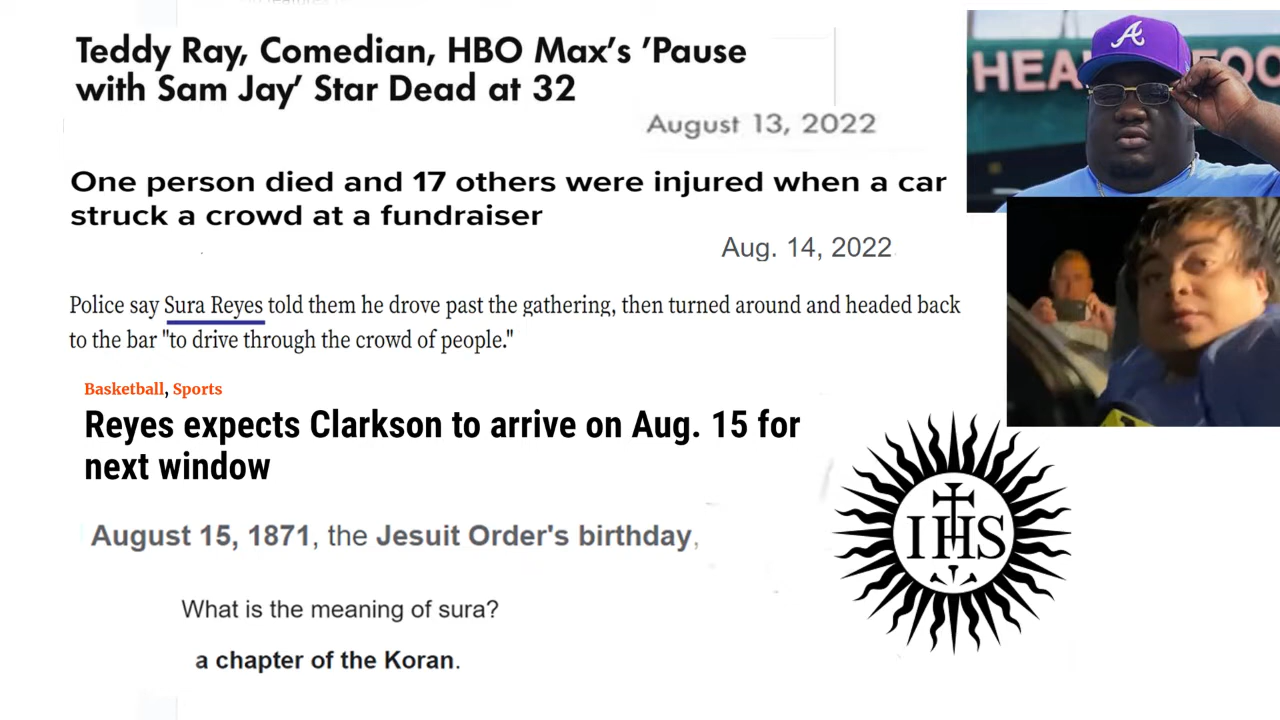 Teddy Ray, Comedian, HBO Max's 'Pause
with Sam Jay' Star Dead at 32
August 13, 2022
HEA
FOO
A
One person died and 17 others were injured when a car
struck a crowd at a fundraiser
Aug. 14, 2022
Police say Sura Reyes told them he drove past the gathering, then turned around and headed back
to the bar "to drive through the crowd of people."
Basketball, Sports
Reyes expects Clarkson to arrive on Aug. 15 for
next window
August 15, 1871, the Jesuit Order's birthday,
IHS
What is the meaning of sura?
a chapter of the Koran.